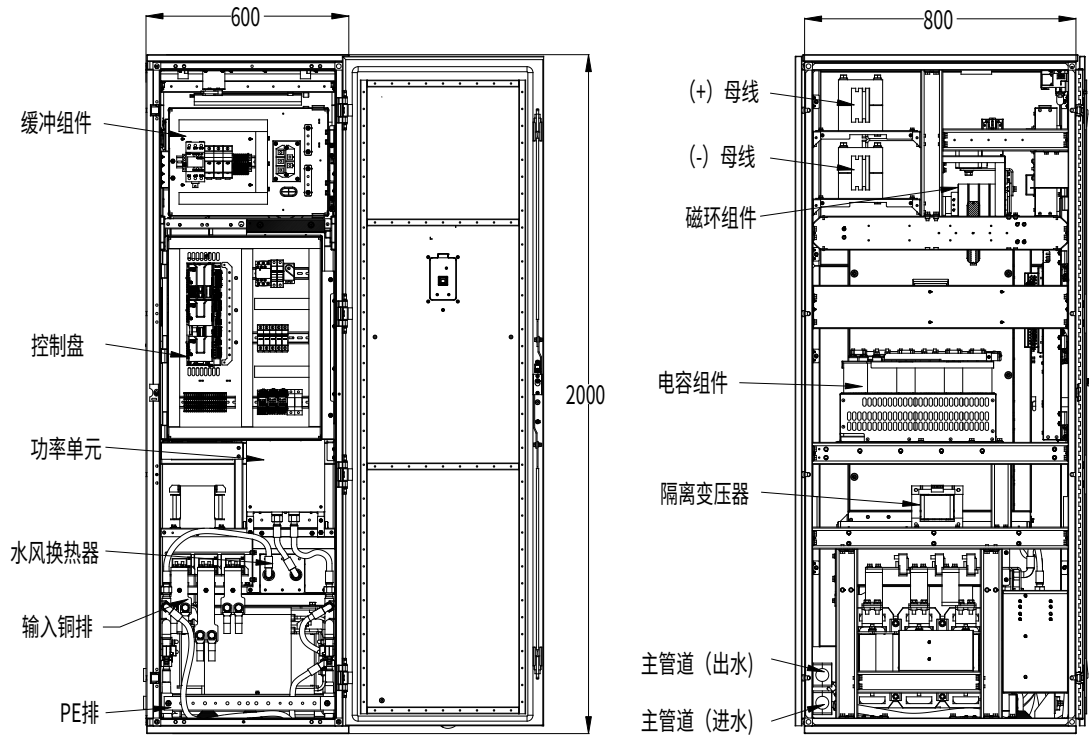 600
缓冲组件
控制盘
功率单元
水风换热器
输入铜排
PE排
2000
800
（+）母线
（-）母线
磁环组件
电容组件
隔离变压器
主管道（出水）
主管道（进水）